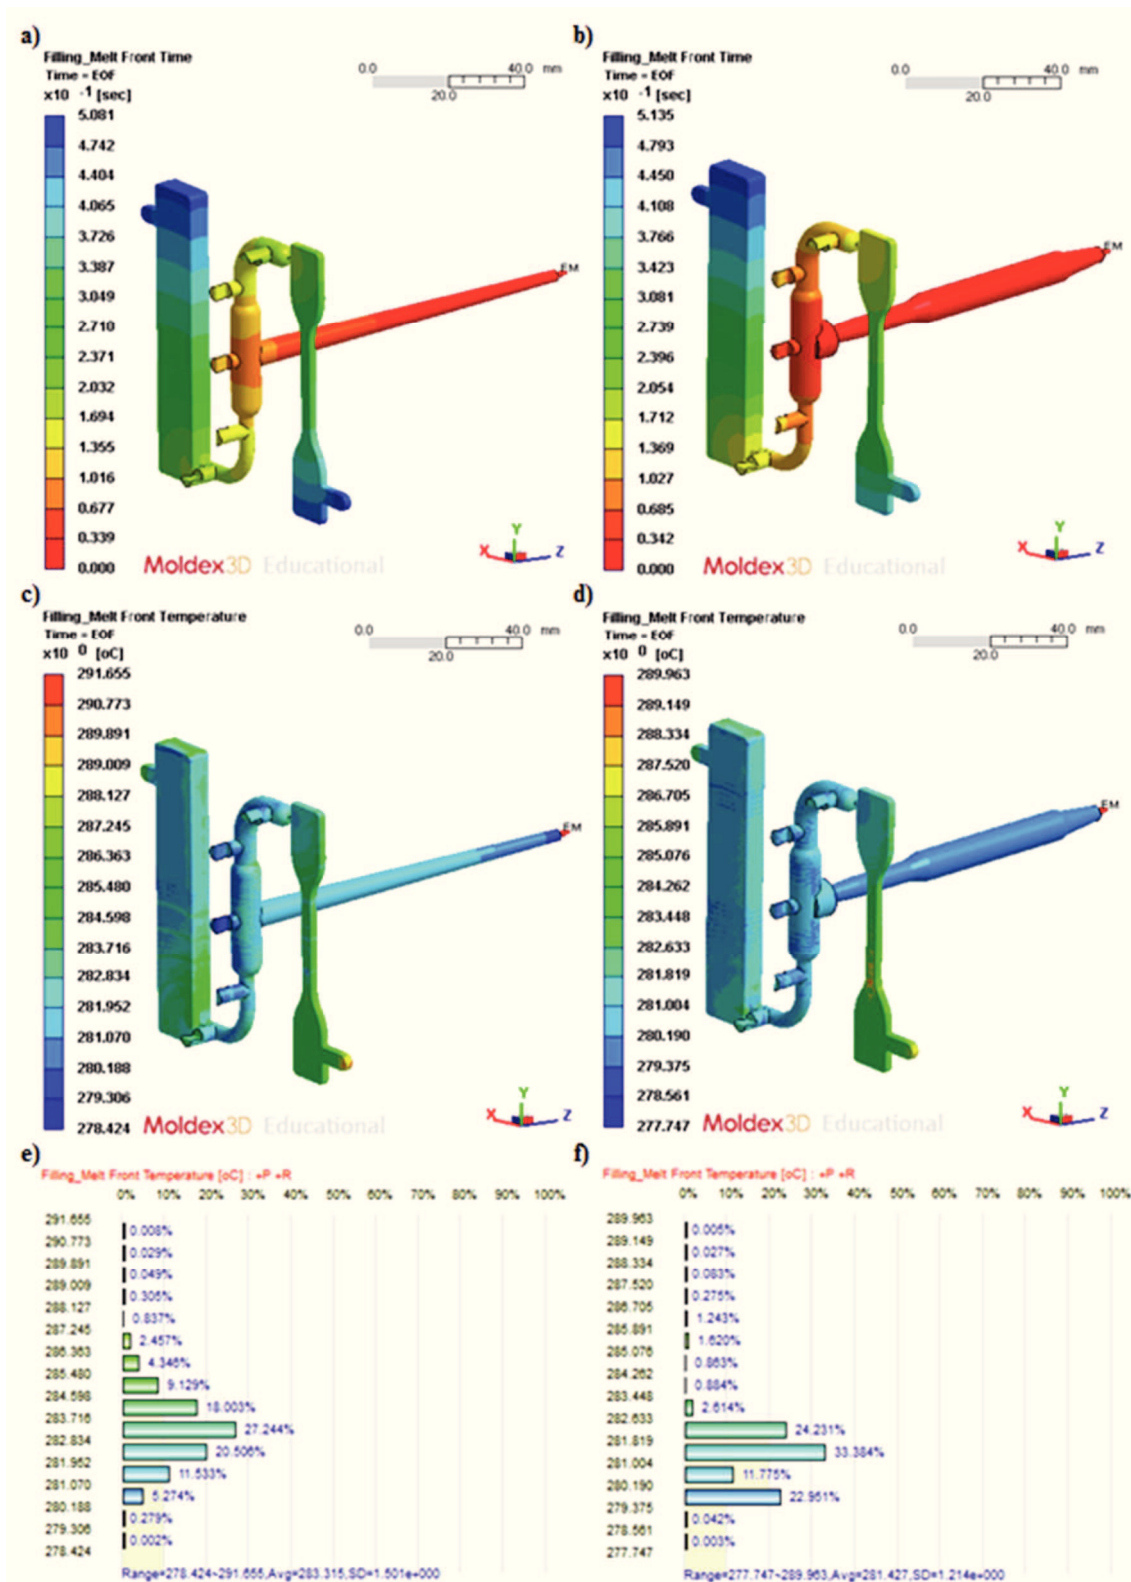 a)
Filling_Melt Front Time
Time = EOF
x10 -1 [sec]
0.0 40.0 mm
20.0
5.081
4.742
4.404
4.065
3.726
3.387
3.049
2.710
2.371
2.032
1.694
1.355
1.016
0.677
0.339
0.000
EM
Y
X Z
Moldex3D Educational
b)
Filling_Melt Front Time
Time = EOF
x10 -1 [sec]
0.0 40.0 mm
20.0
5.135
4.793
4.450
4.108
3.766
3.423
3.081
2.739
2.396
2.054
1.712
1.369
1.027
0.685
0.342
0.000
EM
Y
X Z
Moldex3D Educational
c)
Filling_Melt Front Temperature
Time = EOF
x10 0 [oC]
0.0 40.0 mm
20.0
291.655
290.773
289.891
289.009
288.127
287.245
286.363
285.480
284.598
283.716
282.834
281.952
281.070
280.188
279.306
278.424
EM
Y
X Z
Moldex3D Educational
d)
Filling_Melt Front Temperature
Time = EOF
x10 0 [oC]
0.0 40.0 mm
20.0
289.963
289.149
288.334
287.520
286.705
285.891
285.076
284.262
283.448
282.633
281.819
281.004
280.190
279.375
278.561
277.747
EM
Y
X Z
Moldex3D Educational
e)
Filling_Melt Front Temperature [oC] : +P +R
0% 10% 20% 30% 40% 50% 60% 70% 80% 90% 100%
291.655
0.008%
290.773
0.029%
289.891
0.049%
289.009
0.305%
288.127
0.837%
287.245
2.457%
286.363
4.346%
285.480
9.129%
284.598
18.003%
283.716
27.244%
282.834
20.506%
281.952
11.533%
281.070
5.274%
280.188
0.279%
279.306
0.002%
278.424
Range=278.424~291.655,Avg=283.315,SD=1.501e+000
f)
Filling_Melt Front Temperature [oC] : +P +R
0% 10% 20% 30% 40% 50% 60% 70% 80% 90% 100%
289.963
0.005%
289.149
0.027%
288.334
0.083%
287.520
0.275%
286.705
1.243%
285.891
1.620%
285.076
0.863%
284.262
0.884%
283.448
2.614%
282.633
24.231%
281.819
33.384%
281.004
11.775%
280.190
22.951%
279.375
0.042%
278.561
0.003%
277.747
Range=277.747~289.963,Avg=281.427,SD=1.214e+000